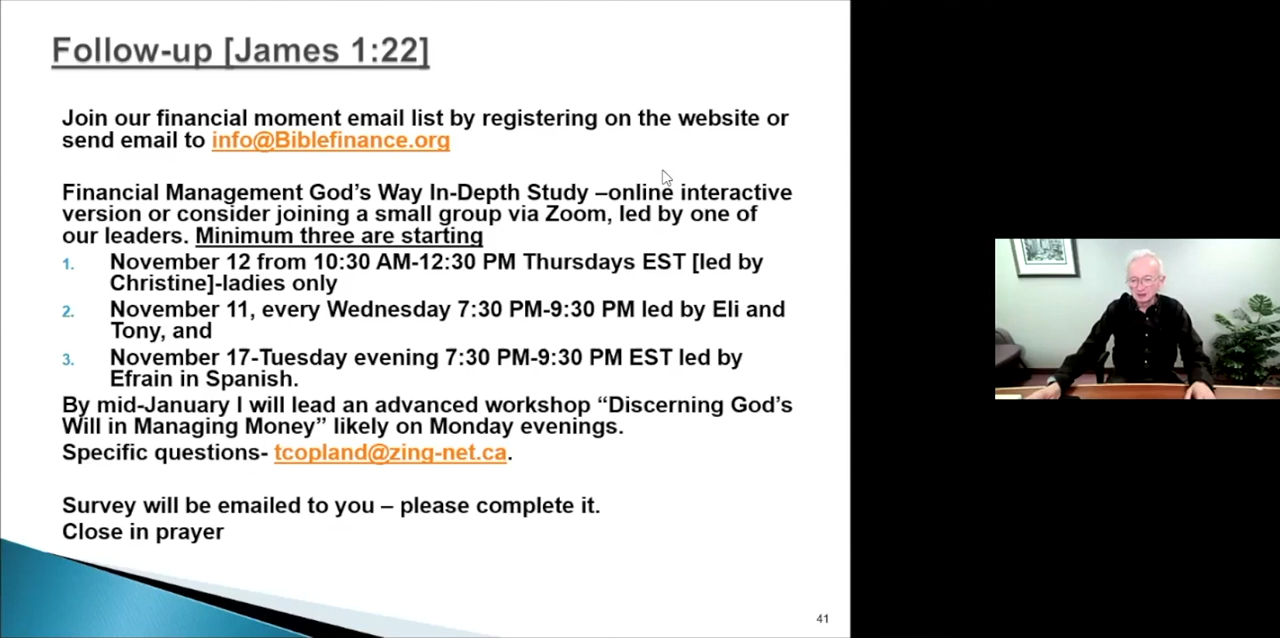 Follow-up [James 1:22]
Join our financial moment email list by registering on the website or
send email to info@Biblefinance.org
Financial Management God's Way In-Depth Study –online interactive
version or consider joining a small group via Zoom, led by one of
our leaders. Minimum three are starting
1. November 12 from 10:30 AM-12:30 PM Thursdays EST [led by
Christine]-ladies only
2. November 11, every Wednesday 7:30 PM-9:30 PM led by Eli and
Tony, and
3. November 17-Tuesday evening 7:30 PM-9:30 PM EST led by
Efrain in Spanish.
By mid-January I will lead an advanced workshop “Discerning God's
Will in Managing Money” likely on Monday evenings.
Specific questions- tcopland@zing-net.ca.
Survey will be emailed to you – please complete it.
Close in prayer
41